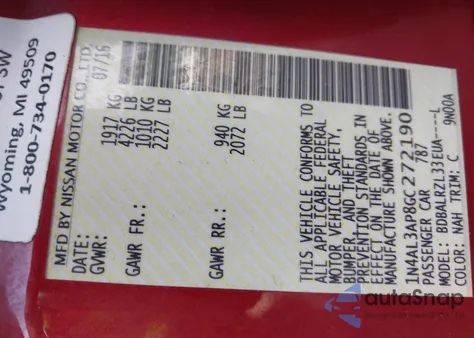 SW
Wyoming, MI 49509
1-800-734-0170
MFD BY NISSAN MOTOR CO., LTD.
DATE: 07/16
GVWR: 1917 KG
4226 LB
GAWR FR.: 1010 KG
2227 LB
GAWR RR.: 940 KG
2072 LB
THIS VEHICLE CONFORMS TO
ALL APPLICABLE FEDERAL
MOTOR VEHICLE SAFETY,
BUMPER, AND THEFT
PREVENTION STANDARDS IN
EFFECT ON THE DATE OF
MANUFACTURE SHOWN ABOVE.
1N4AL3AP8GC272190
PASSENGER CAR 787
MODEL: BDBALRZL33EUA----L
COLOR: NAH TRIM: C 9N00A
autoSnap